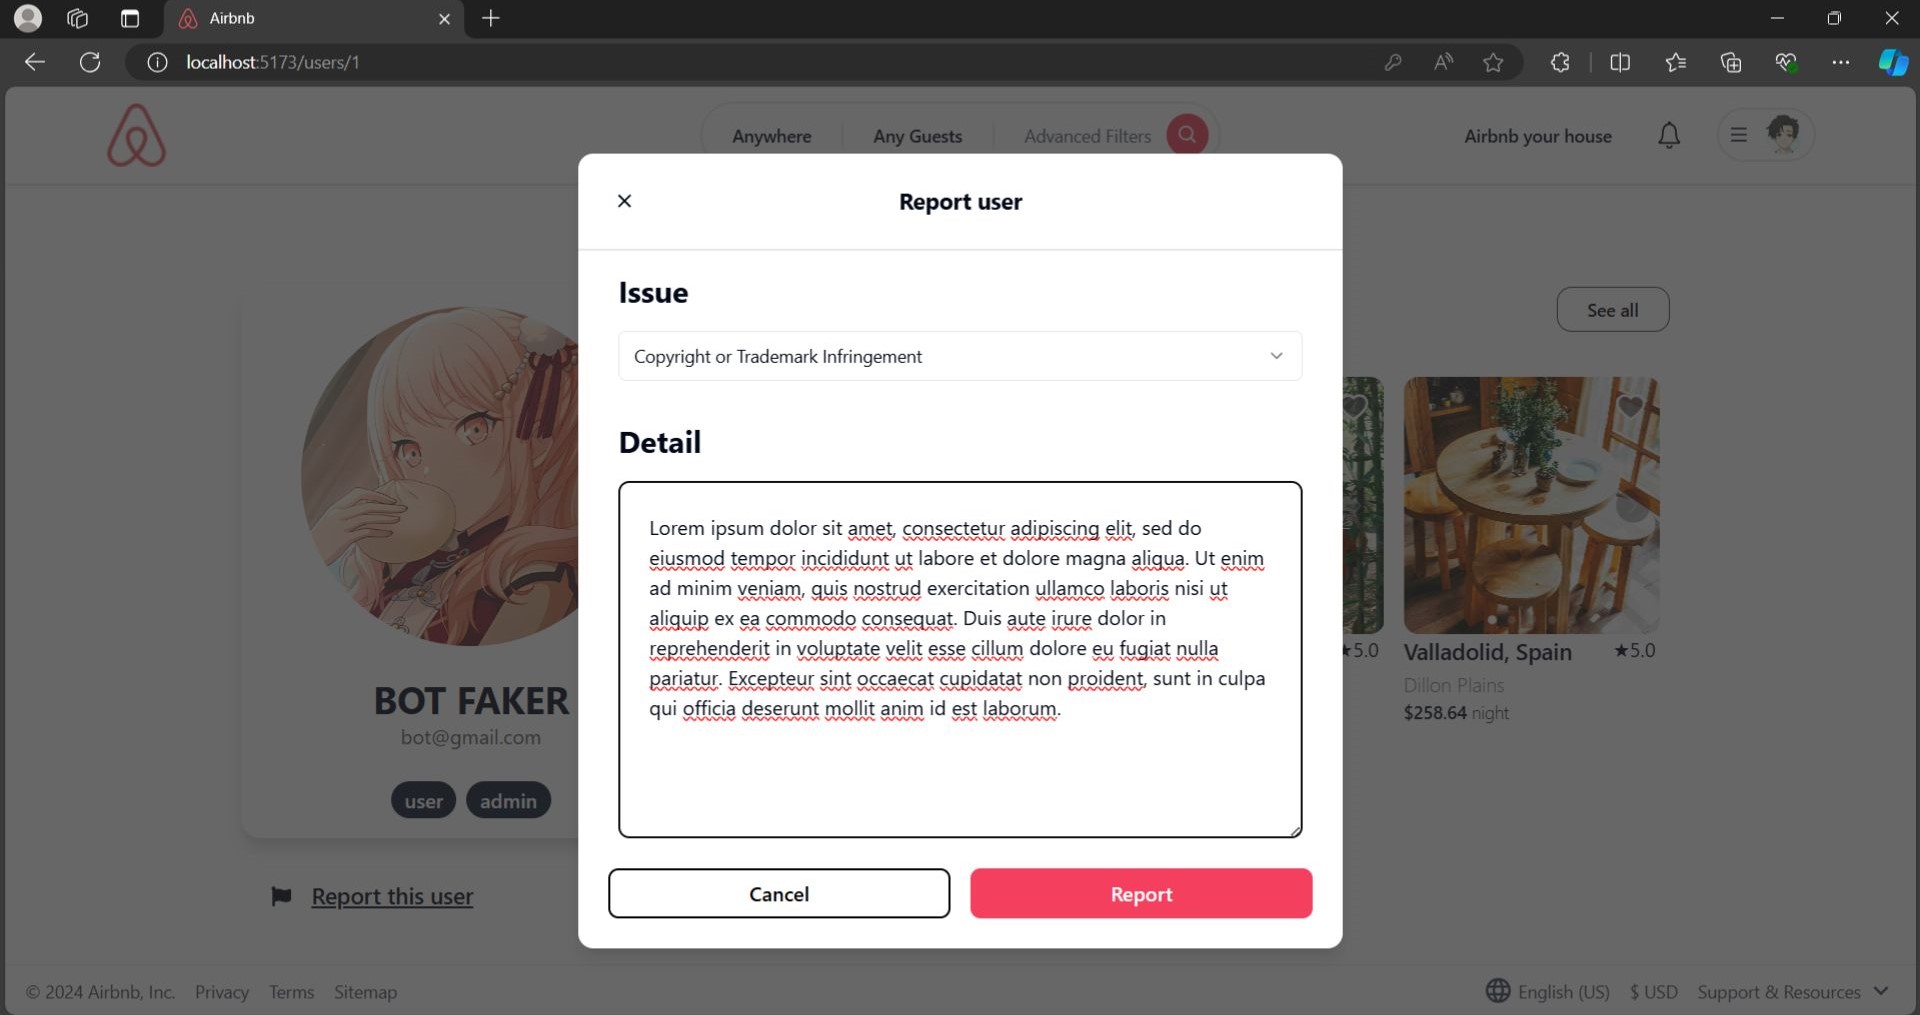 Airbnb
localhost:5173/users/1
Anywhere
Any Guests
Advanced Filters
Airbnb your house
Report user
Issue
See all
Copyright or Trademark Infringement
Detail
Lorem ipsum dolor sit amet, consectetur adipiscing elit, sed do
eiusmod tempor incididunt ut labore et dolore magna aliqua. Ut enim
ad minim veniam, quis nostrud exercitation ullamco laboris nisi ut
aliquip ex ea commodo consequat. Duis aute irure dolor in
reprehenderit in voluptate velit esse cillum dolore eu fugiat nulla
pariatur. Excepteur sint occaecat cupidatat non proident, sunt in culpa
qui officia deserunt mollit anim id est laborum.
★5.0
Valladolid, Spain ★5.0
Dillon Plains
$258.64 night
BOT FAKER
bot@gmail.com
user
admin
Cancel
Report
Report this user
© 2024 Airbnb, Inc. Privacy Terms Sitemap
English (US) $ USD Support & Resources